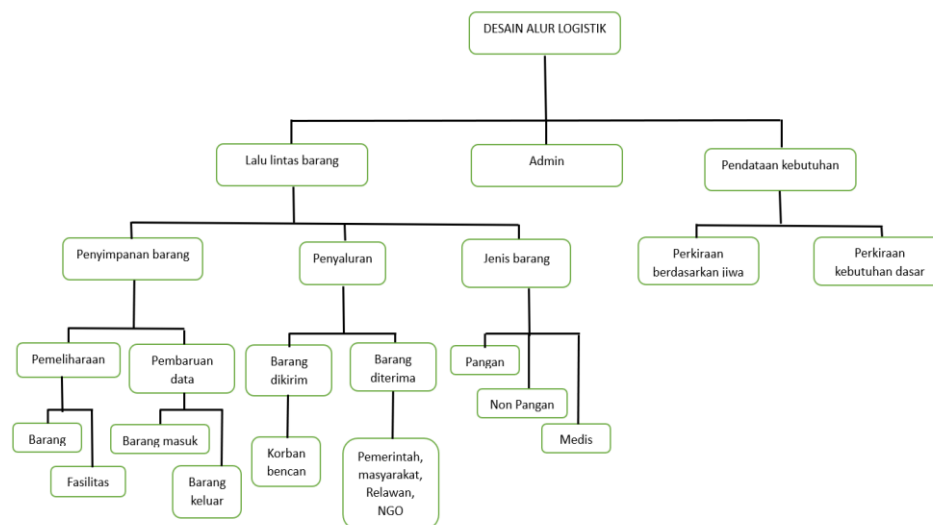 DESAIN ALUR LOGISTIK
Lalu lintas barang
Admin
Pendataan kebutuhan
Penyimpanan barang
Penyaluran
Jenis barang
Perkiraan
berdasarkan jiwa
Perkiraan
kebutuhan dasar
Pemeliharaan
Pembaruan
data
Barang
dikirim
Barang
diterima
Pangan
Non Pangan
Medis
Barang
Fasilitas
Barang masuk
Barang
keluar
Korban
bencan
Pemerintah,
masyarakat,
Relawan,
NGO